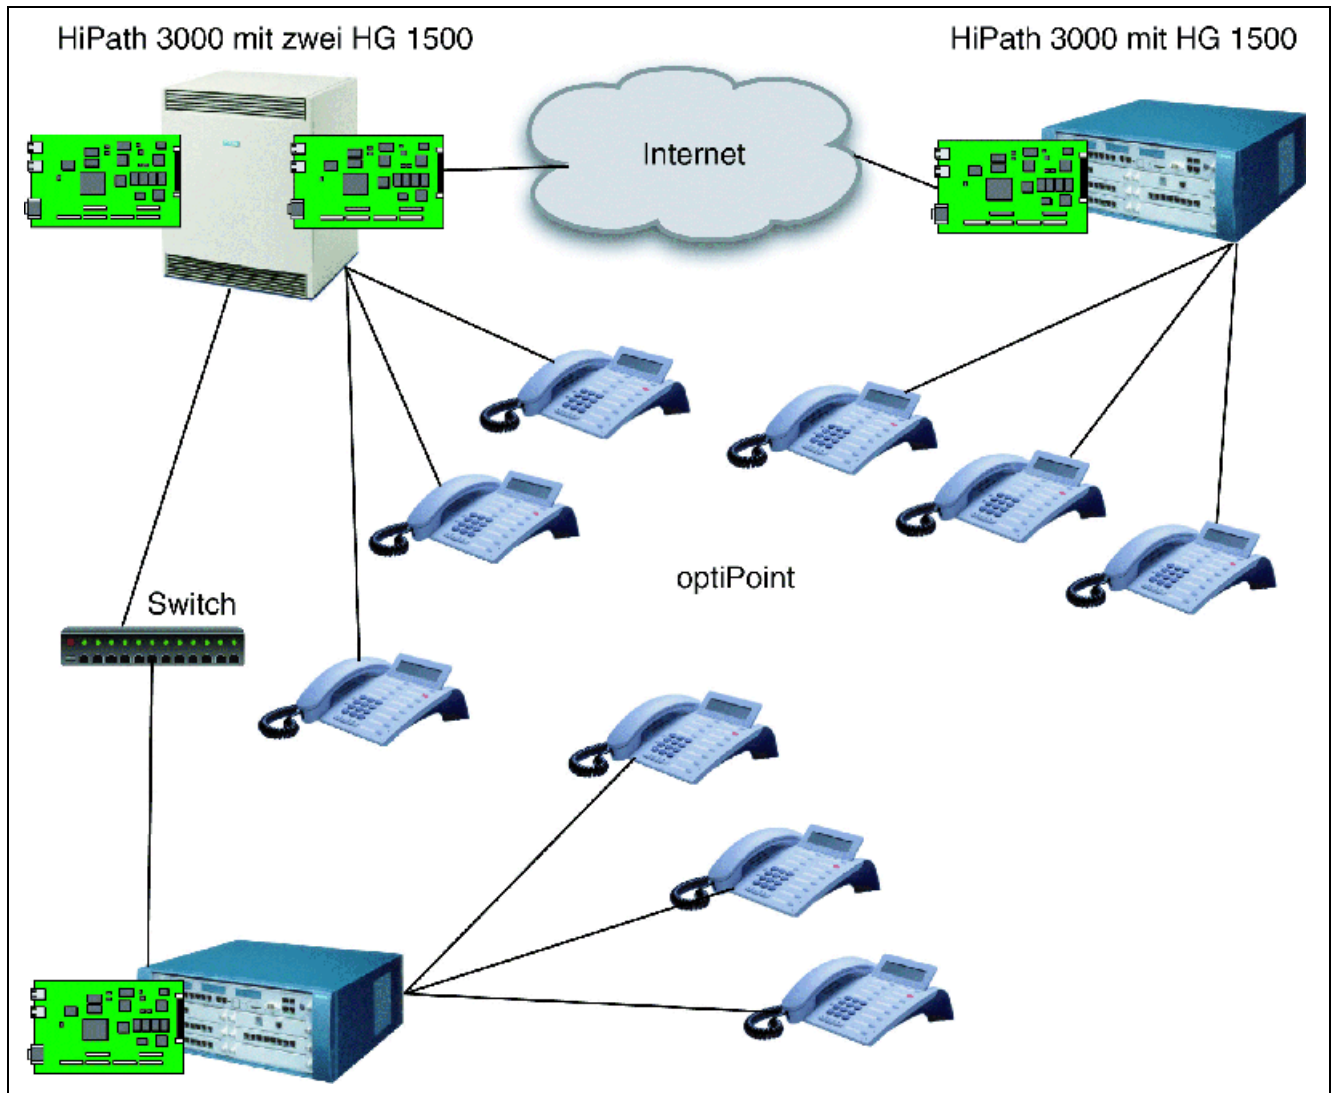 HiPath 3000 mit zwei HG 1500
HiPath 3000 mit HG 1500
Internet
optiPoint
Switch